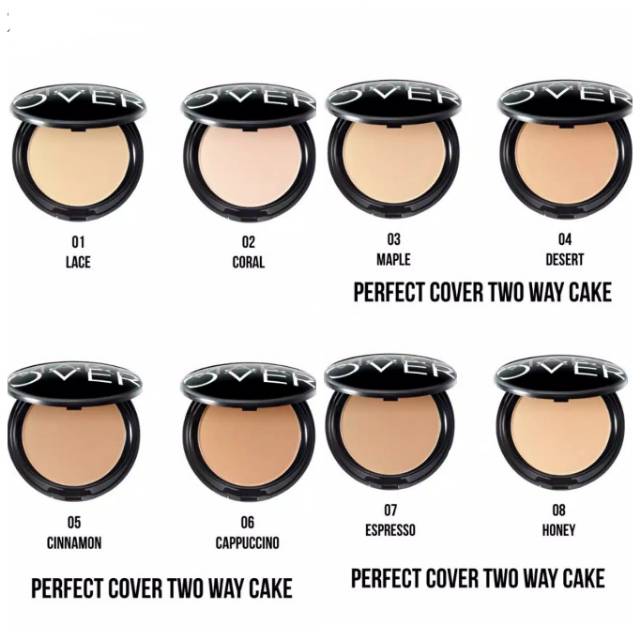 OVER
OVER
OVER
OVER
01
LACE
02
CORAL
03
MAPLE
04
DESERT
PERFECT COVER TWO WAY CAKE
OVER
OVER
OVER
OVER
05
CINNAMON
06
CAPPUCCINO
07
ESPRESSO
08
HONEY
PERFECT COVER TWO WAY CAKE
PERFECT COVER TWO WAY CAKE